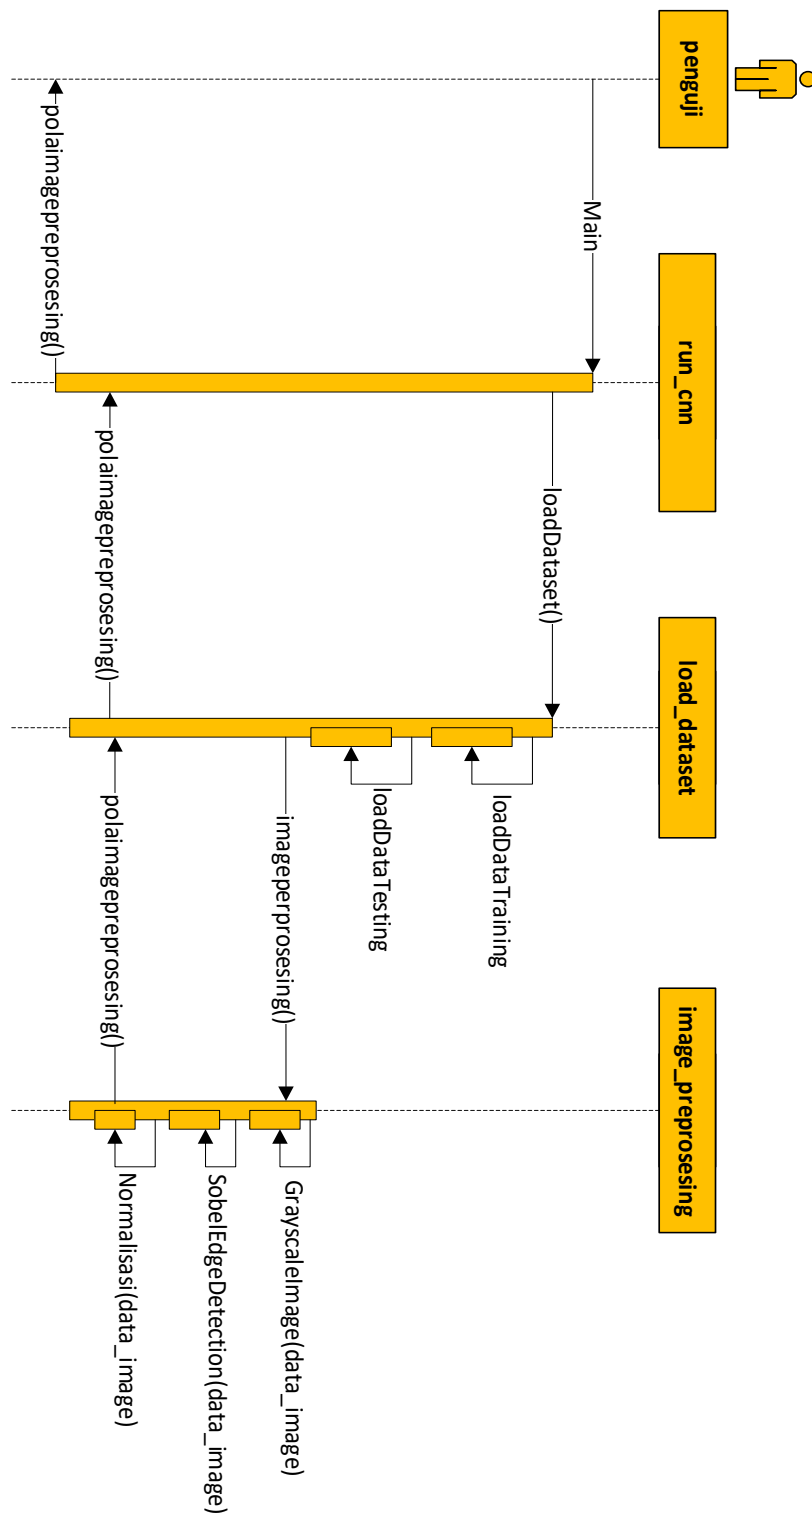 penguji
run_cnn
load_dataset
image_preprosesing
Main
loadDataset()
loadDataTraining
loadDataTesting
imageperprosesing()
GrayscaleImage(data_image)
SobelEdgeDetection(data_image)
Normalisasi(data_image)
polaimagepreprosesing()
polaimagepreprosesing()
polaimagepreprosesing()